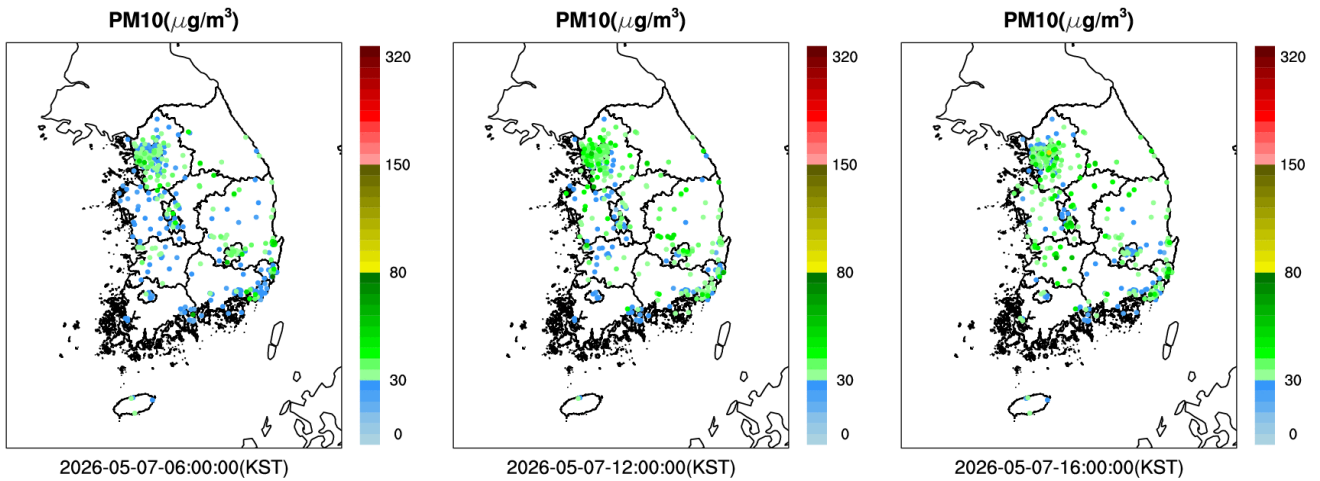 PM10(μg/m³) PM10(μg/m³) PM10(μg/m³)
320 320 320
150 150 150
80 80 80
30 30 30
0 0 0
2026-05-07-06:00:00(KST) 2026-05-07-12:00:00(KST) 2026-05-07-16:00:00(KST)